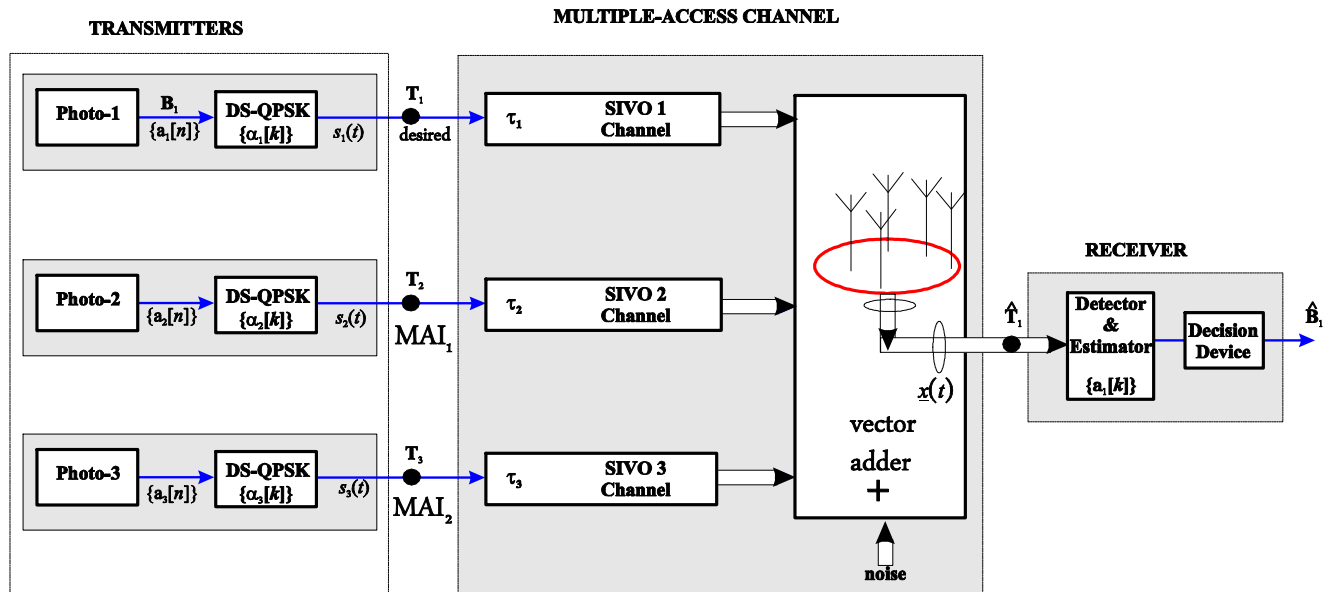 MULTIPLE-ACCESS CHANNEL
TRANSMITTERS
Photo-1
B₁
{a₁[n]}
DS-QPSK
{α₁[k]}
s₁(t)
T₁
desired
τ₁
SIVO 1
Channel
Photo-2
{a₂[n]}
DS-QPSK
{α₂[k]}
s₂(t)
T₂
MAI₁
τ₂
SIVO 2
Channel
Photo-3
{a₃[n]}
DS-QPSK
{α₃[k]}
s₃(t)
T₃
MAI₂
τ₃
SIVO 3
Channel
x(t)
vector
adder
+
noise
RECEIVER
T̂₁
Detector
&
Estimator
{a₁[k]}
Decision
Device
B̂₁